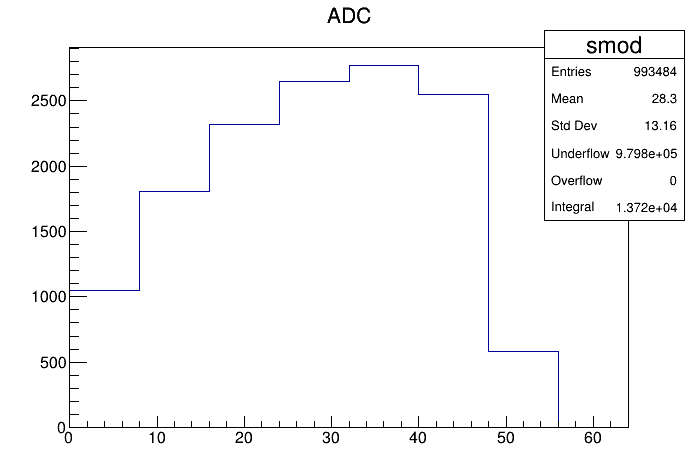 ADC
smod
Entries 993484
Mean 28.3
Std Dev 13.16
Underflow 9.798e+05
Overflow 0
Integral 1.372e+04
2500
2000
1500
1000
500
0
0 10 20 30 40 50 60